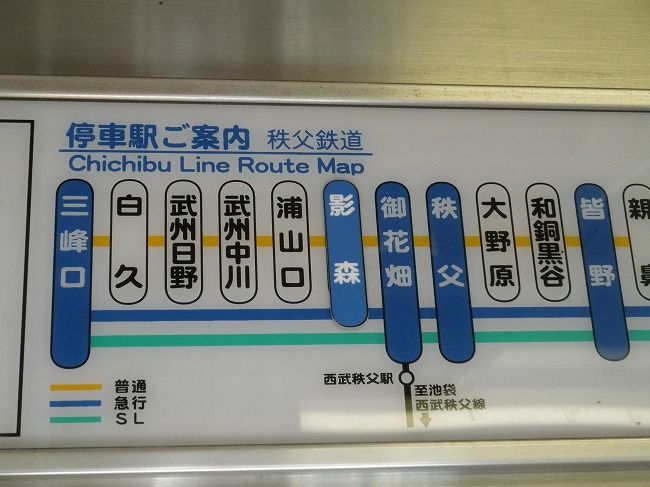 停車駅ご案内 秩父鉄道
Chichibu Line Route Map
三峰口
白久
武州日野
武州中川
浦山口
影森
御花畑
秩父
大野原
和銅黒谷
皆野
親鼻
普通
急行
SL
西武秩父駅
至池袋
西武秩父線